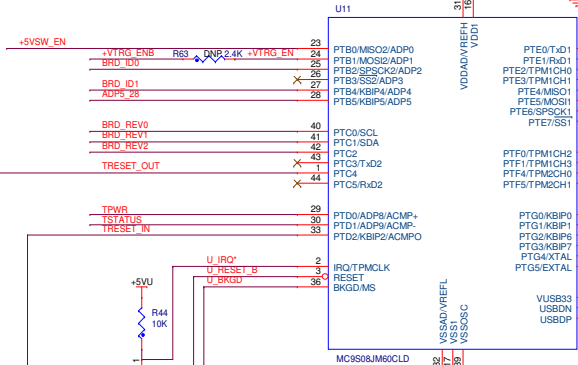 U11
31
16
VDDAD/VREFH
VDD1
+5VSW_EN 23 PTB0/MISO2/ADP0 PTE0/TxD1
+VTRG_ENB R63 DNP 2.4K +VTRG_EN 24 PTB1/MOSI2/ADP1 PTE1/RxD1
BRD_ID0 25 PTB2/SPSCK2/ADP2 PTE2/TPM1CH0
26 PTB3/SS2/ADP3 PTE3/TPM1CH1
BRD_ID1 27 PTB4/KBIP4/ADP4 PTE4/MISO1
ADP5_28 28 PTB5/KBIP5/ADP5 PTE5/MOSI1
PTE6/SPSCK1
PTE7/SS1
BRD_REV0 40 PTC0/SCL
BRD_REV1 41 PTC1/SDA
BRD_REV2 42 PTC2 PTF0/TPM1CH2
43 PTC3/TxD2 PTF1/TPM1CH3
TRESET_OUT 1 PTC4 PTF4/TPM2CH0
44 PTC5/RxD2 PTF5/TPM2CH1
TPWR 29 PTD0/ADP8/ACMP+ PTG0/KBIP0
TSTATUS 30 PTD1/ADP9/ACMP- PTG1/KBIP1
TRESET_IN 33 PTD2/KBIP2/ACMPO PTG2/KBIP6
PTG3/KBIP7
PTG4/XTAL
U_IRQ* 2 IRQ/TPMCLK PTG5/EXTAL
U_RESET_B 3 RESET
U_BKGD 36 BKGD/MS
+5VU
VUSB33
USBDN
USBDP
R44
10K
VSSAD/VREFL
VSS1
VSSOSC
1
MC9S08JM60CLD
32
17
39